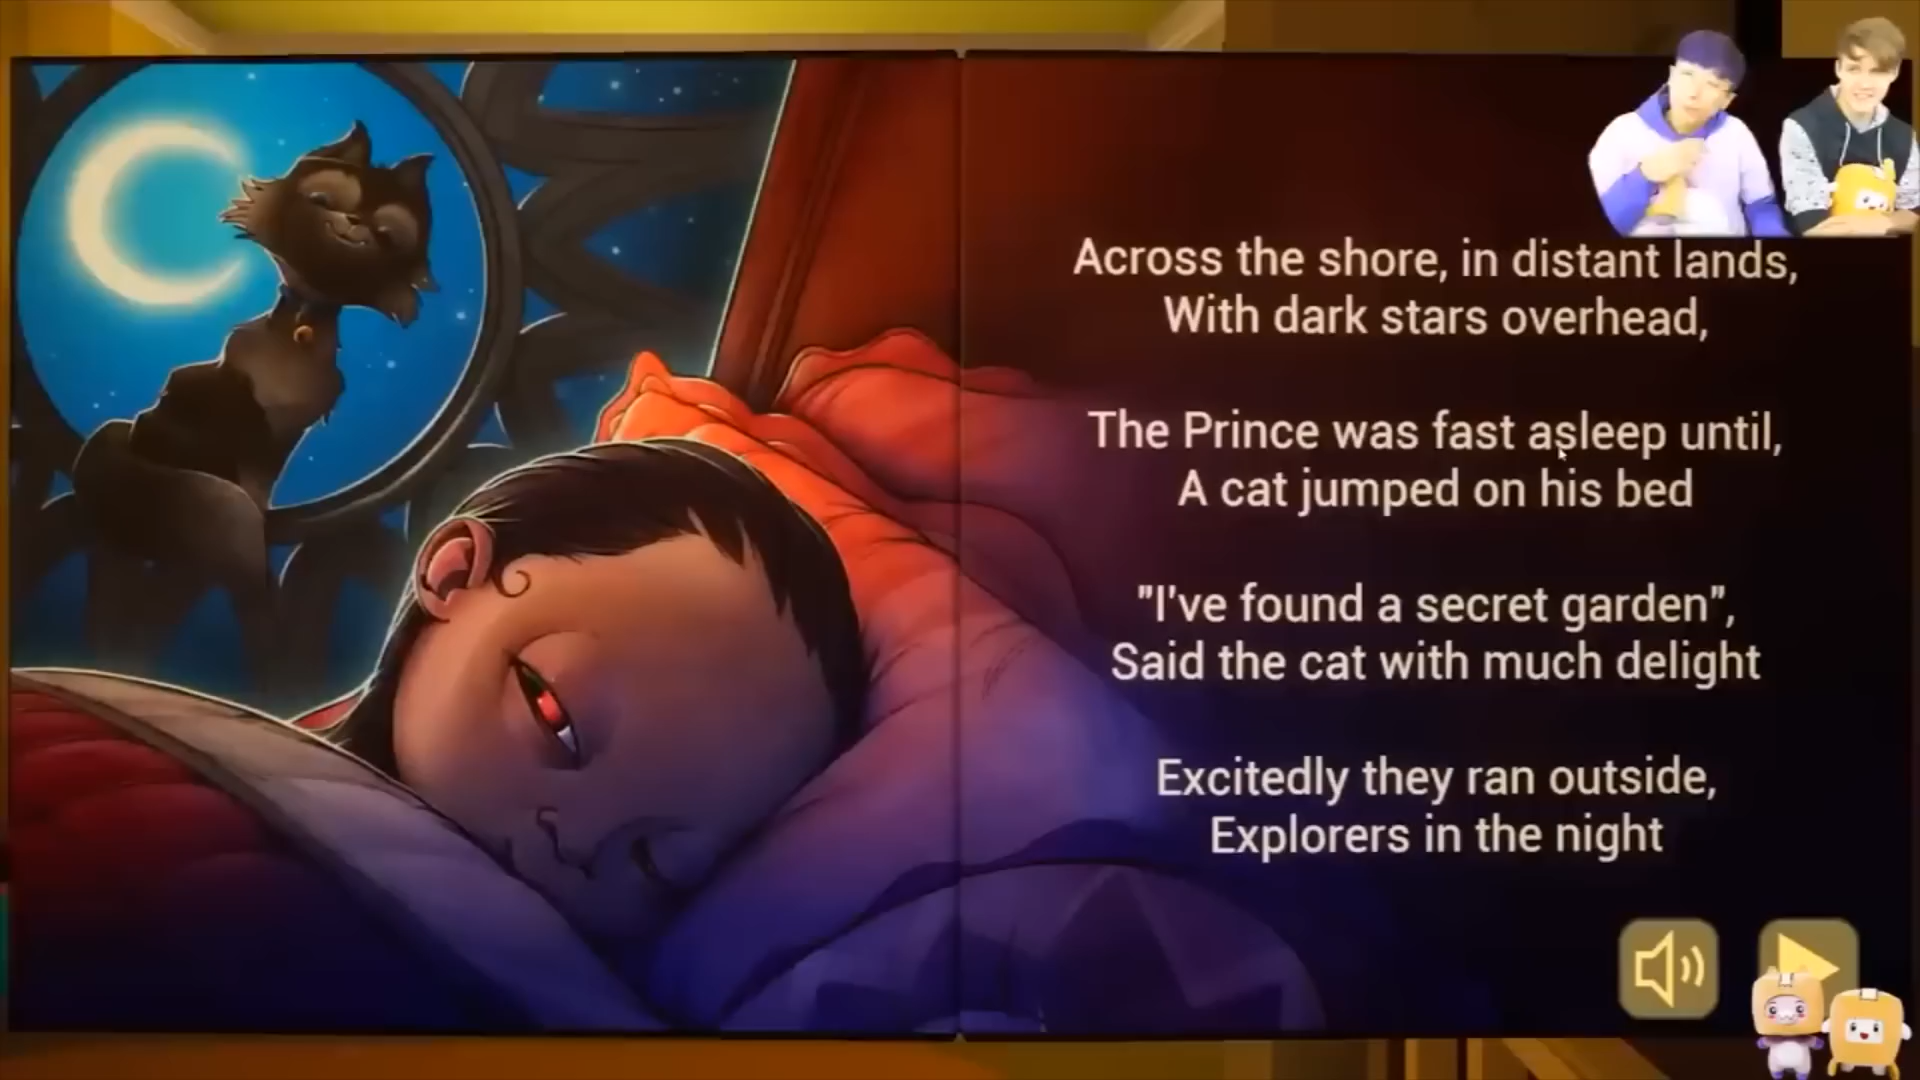 Across the shore, in distant lands,
With dark stars overhead,
The Prince was fast asleep until,
A cat jumped on his bed
"I've found a secret garden",
Said the cat with much delight
Excitedly they ran outside,
Explorers in the night